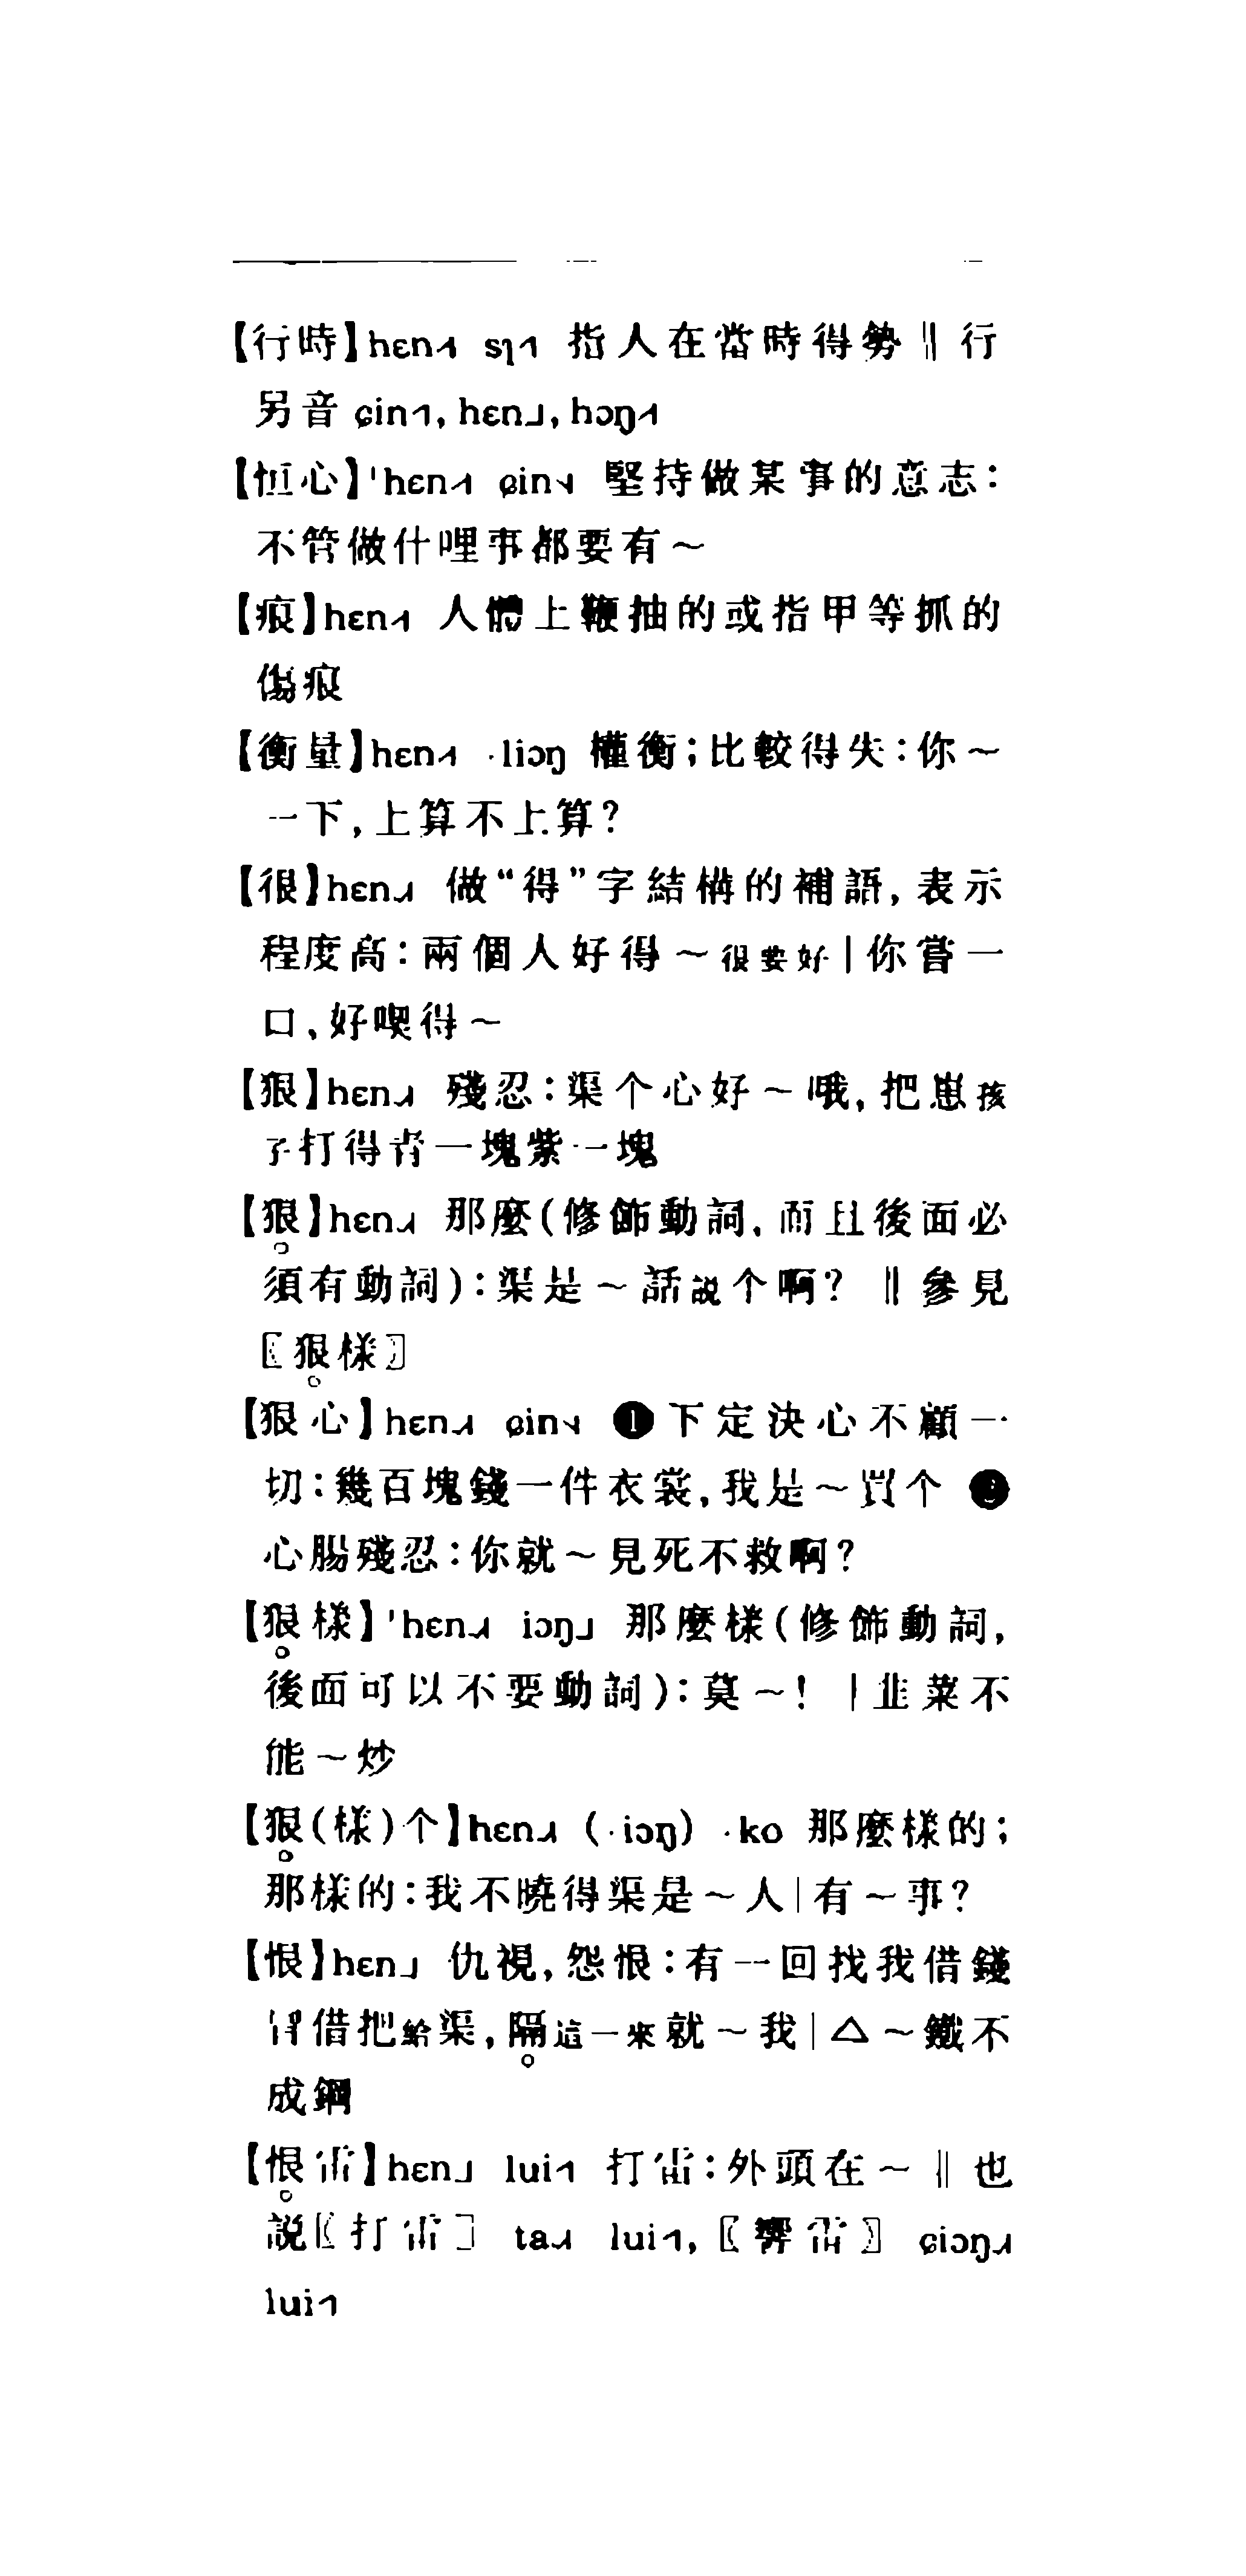 【行時】hɛn˨˦ sɿ˦ 指人在當時得勢‖行
另音 ɕin˦, hɛn˩, hɔŋ˨˦
【恒心】ˈhɛn˨˦ ɕin˦˨ 堅持做某事的意志：
不管做什哩事都要有～
【痕】hɛn˨˦ 人體上鞭抽的或指甲等抓的
傷痕
【衡量】hɛn˨˦ ·liɔŋ 權衡；比較得失：你～
一下，上算不上算？
【很】hɛn˨˩˧ 做“得”字結構的補語，表示
程度高：兩個人好得～很要好｜你嘗一
口，好喫得～
【狠】hɛn˨˩˧ 殘忍：渠个心好～哦，把崽孩
子打得青一塊紫一塊
【狠】hɛn˨˩˧ 那麼（修飾動詞，而且後面必
須有動詞）：渠是～話説个啊？‖參見
〖狠樣〗
【狠心】hɛn˨˩˧ ɕin˦˨ ❶下定決心不顧一
切：幾百塊錢一件衣裳，我是～買个 ❷
心腸殘忍：你就～見死不救啊？
【狠樣】ˈhɛn˨˩˧ iɔŋ˩ 那麼樣（修飾動詞，
後面可以不要動詞）：莫～！｜韭菜不
能～炒
【狠（樣）个】hɛn˨˩˧ (·iɔŋ) ·ko 那麼樣的；
那樣的：我不曉得渠是～人｜有～事？
【恨】hɛn˩ 仇視，怨恨：有一回找我借錢
冇借把給渠，隔這一來就～我｜△～鐵不
成鋼
【恨雷】hɛn˩ lui˦ 打雷：外頭在～‖也
説〖打雷〗 ta˨˩˧ lui˦，〖響雷〗 ɕiɔŋ˨˩˧
lui˦